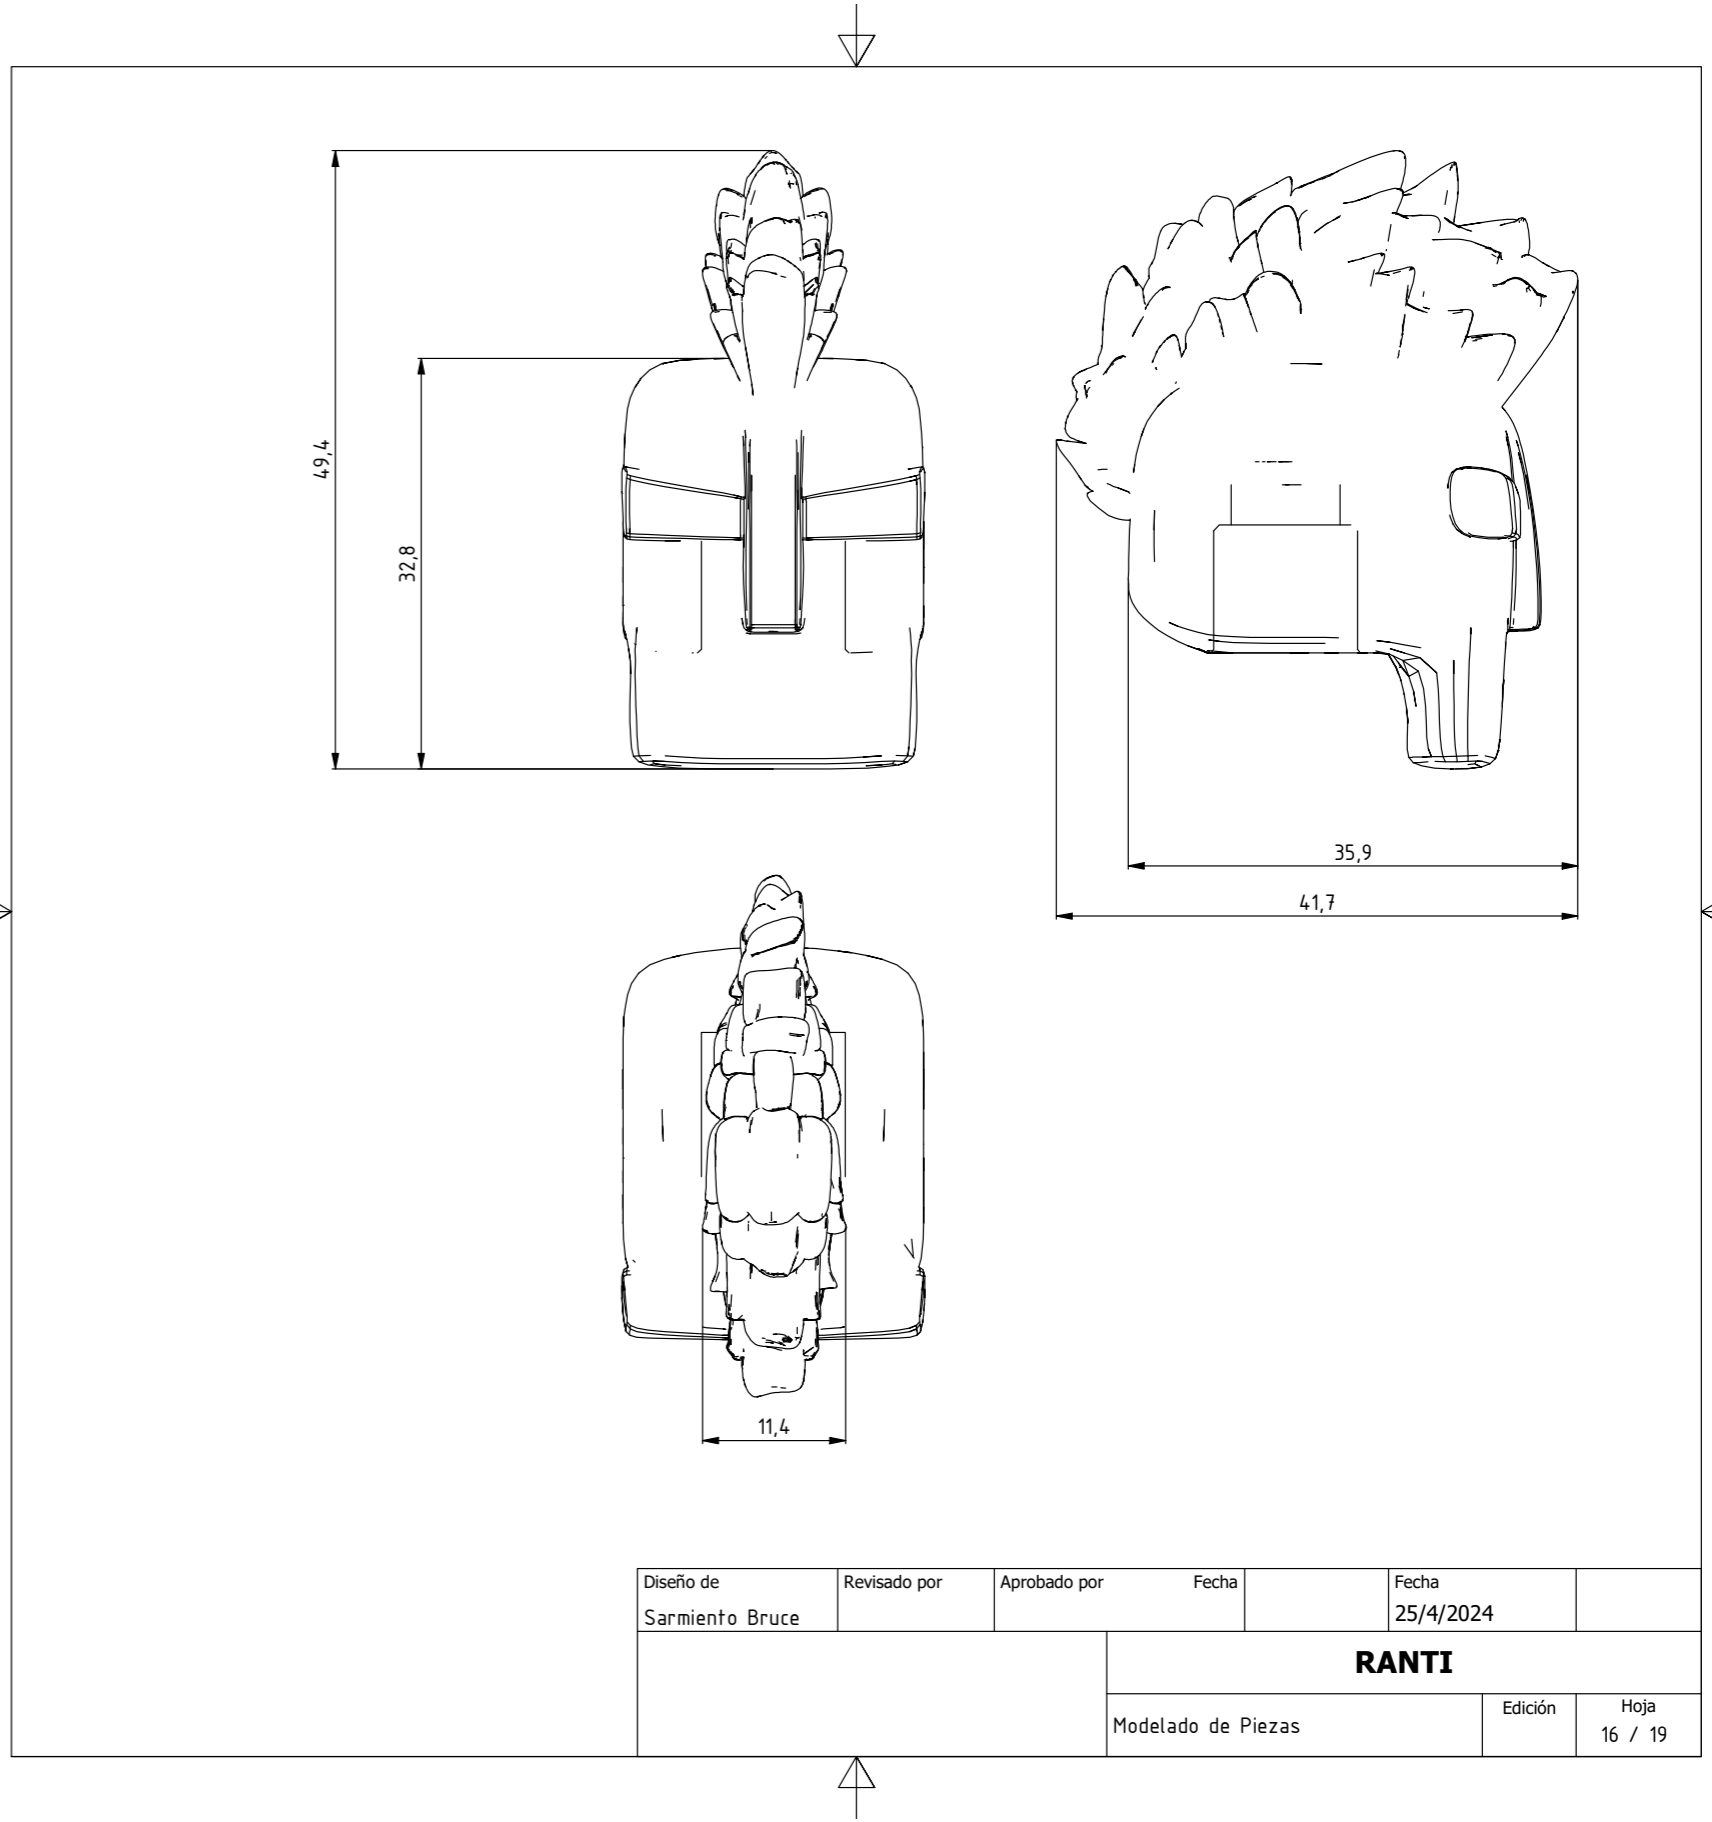 49,4
32,8
35,9
41,7
11,4
Diseño de
Sarmiento Bruce
Revisado por
Aprobado por
Fecha
Fecha
25/4/2024
RANTI
Modelado de Piezas
Edición
Hoja
16 / 19